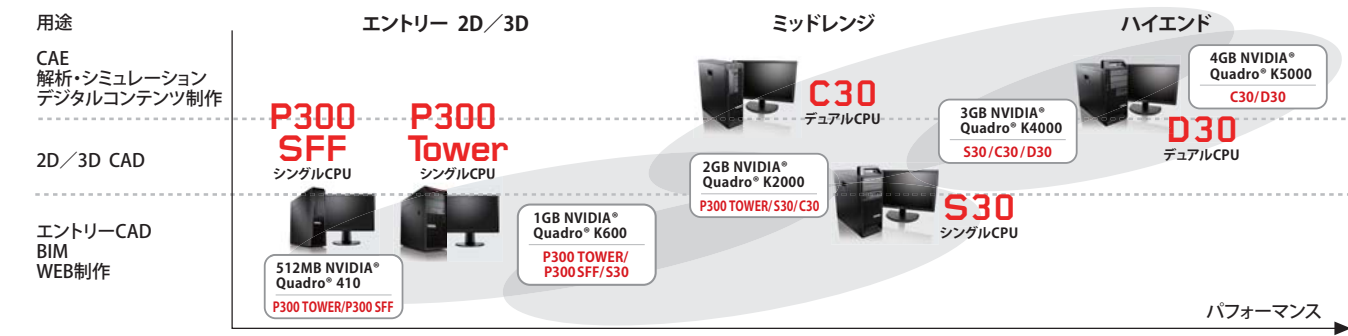 用途
エントリー 2D／3D
ミッドレンジ
ハイエンド
CAE
解析・シミュレーション
デジタルコンテンツ制作
2D／3D CAD
エントリーCAD
BIM
WEB制作
P300
SFF
シングルCPU
P300
Tower
シングルCPU
512MB NVIDIA®
Quadro® 410
P300 TOWER/P300 SFF
1GB NVIDIA®
Quadro® K600
P300 TOWER/
P300 SFF/S30
C30
デュアルCPU
2GB NVIDIA®
Quadro® K2000
P300 TOWER/S30/C30
S30
シングルCPU
3GB NVIDIA®
Quadro® K4000
S30/C30/D30
4GB NVIDIA®
Quadro® K5000
C30/D30
D30
デュアルCPU
パフォーマンス